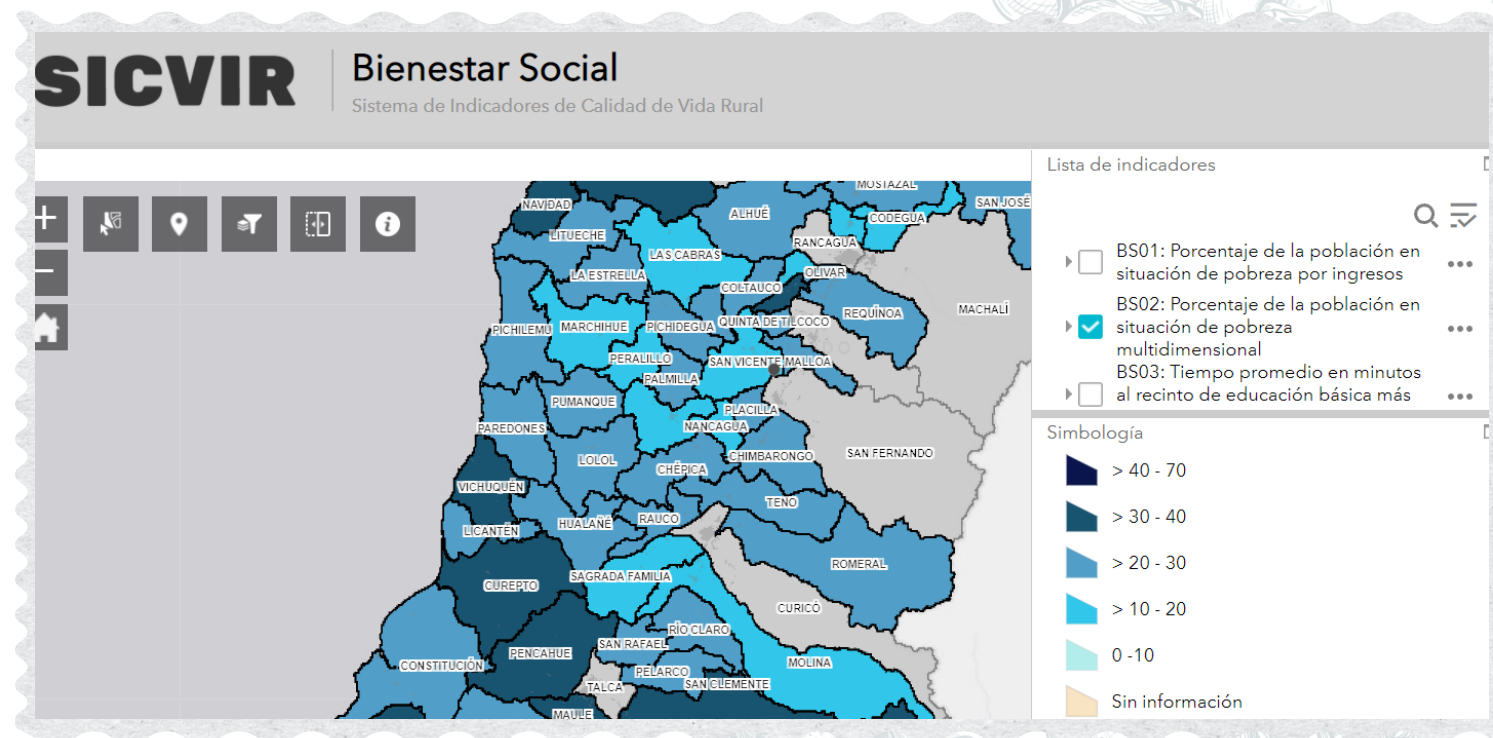 SICVIR
Bienestar Social
Sistema de Indicadores de Calidad de Vida Rural
Lista de indicadores
BS01: Porcentaje de la población en
situación de pobreza por ingresos
BS02: Porcentaje de la población en
situación de pobreza
multidimensional
BS03: Tiempo promedio en minutos
al recinto de educación básica más
Simbología
> 40 - 70
> 30 - 40
> 20 - 30
> 10 - 20
0 -10
Sin información
MOSTAZAL
NAVIDAD
SAN JOSÉ
ALHUÉ
CODEGUA
LITUECHE
RANCAGUA
LAS CABRAS
LA ESTRELLA
OLIVAR
COLTAUCO
MACHALÍ
REQUÍNOA
PICHILEMU
MARCHIHUE
PICHIDEGUA
QUINTA DE TILCOCO
PERALILLO
SAN VICENTE
MALLOA
PALMILLA
PUMANQUE
PLACILLA
PAREDONES
NANCAGUA
LOLOL
CHIMBARONGO
SAN FERNANDO
CHÉPICA
VICHUQUÉN
TENO
HUALAÑÉ
RAUCO
LICANTÉN
ROMERAL
SAGRADA FAMILIA
CUREPTO
CURICÓ
RÍO CLARO
SAN RAFAEL
PENCAHUE
CONSTITUCIÓN
MOLINA
PELARCO
TALCA
SAN CLEMENTE
MAULE